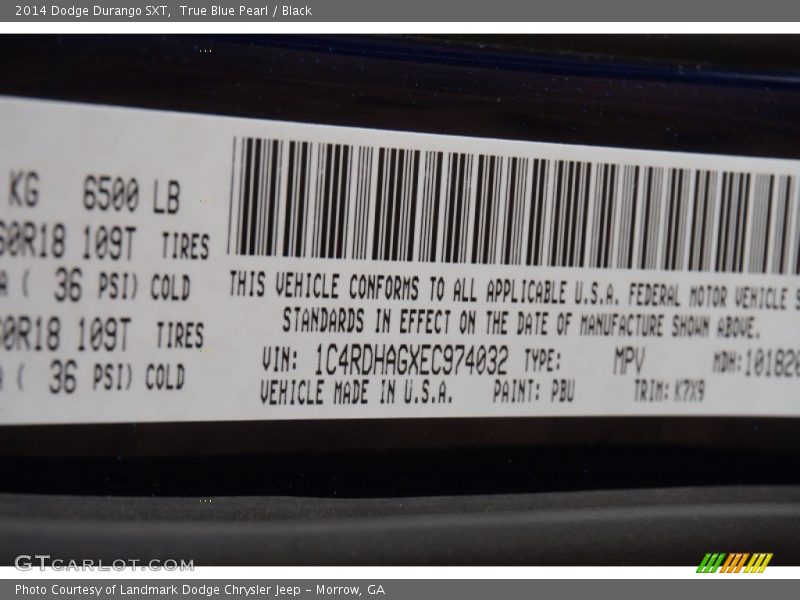 2014 Dodge Durango SXT, True Blue Pearl / Black
KG 6500 LB
60R18 109T TIRES
36 PSI) COLD
60R18 109T TIRES
( 36 PSI) COLD
THIS VEHICLE CONFORMS TO ALL APPLICABLE U.S.A. FEDERAL MOTOR VEHICLE S
STANDARDS IN EFFECT ON THE DATE OF MANUFACTURE SHOWN ABOVE.
VIN: 1C4RDHAGXEC974032 TYPE: MPV MDH: 101820
VEHICLE MADE IN U.S.A. PAINT: PBU TRIM: K7X9
GTCARLOT.COM
Photo Courtesy of Landmark Dodge Chrysler Jeep - Morrow, GA